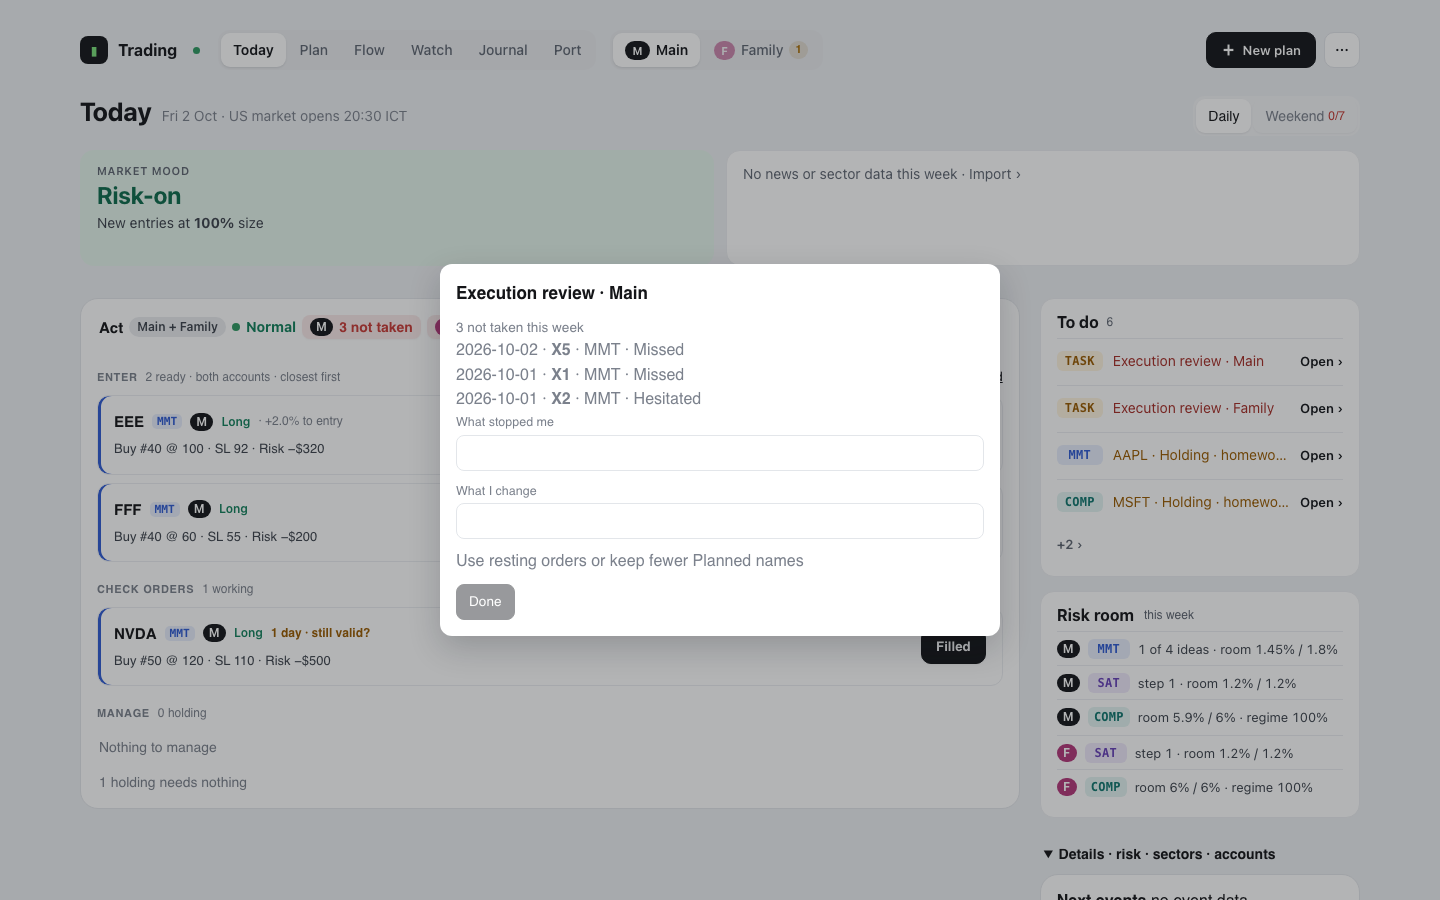 Trading
Today Plan Flow Watch Journal Port
M Main F Family 1
+ New plan ...
Today Fri 2 Oct · US market opens 20:30 ICT
Daily Weekend 0/7
MARKET MOOD
Risk-on
New entries at 100% size
No news or sector data this week · Import ›
Act Main + Family Normal M 3 not taken
ENTER 2 ready · both accounts · closest first
EEE MMT M Long · +2.0% to entry
Buy #40 @ 100 · SL 92 · Risk −$320
FFF MMT M Long
Buy #40 @ 60 · SL 55 · Risk −$200
CHECK ORDERS 1 working
NVDA MMT M Long 1 day · still valid?
Buy #50 @ 120 · SL 110 · Risk −$500
Filled
MANAGE 0 holding
Nothing to manage
1 holding needs nothing
Execution review · Main
3 not taken this week
2026-10-02 · X5 · MMT · Missed
2026-10-01 · X1 · MMT · Missed
2026-10-01 · X2 · MMT · Hesitated
What stopped me
What I change
Use resting orders or keep fewer Planned names
Done
To do 6
TASK Execution review · Main Open ›
TASK Execution review · Family Open ›
MMT AAPL · Holding · homewo... Open ›
COMP MSFT · Holding · homewo... Open ›
+2 ›
Risk room this week
M MMT 1 of 4 ideas · room 1.45% / 1.8%
M SAT step 1 · room 1.2% / 1.2%
M COMP room 5.9% / 6% · regime 100%
F SAT step 1 · room 1.2% / 1.2%
F COMP room 6% / 6% · regime 100%
▼ Details · risk · sectors · accounts
Next events no event data